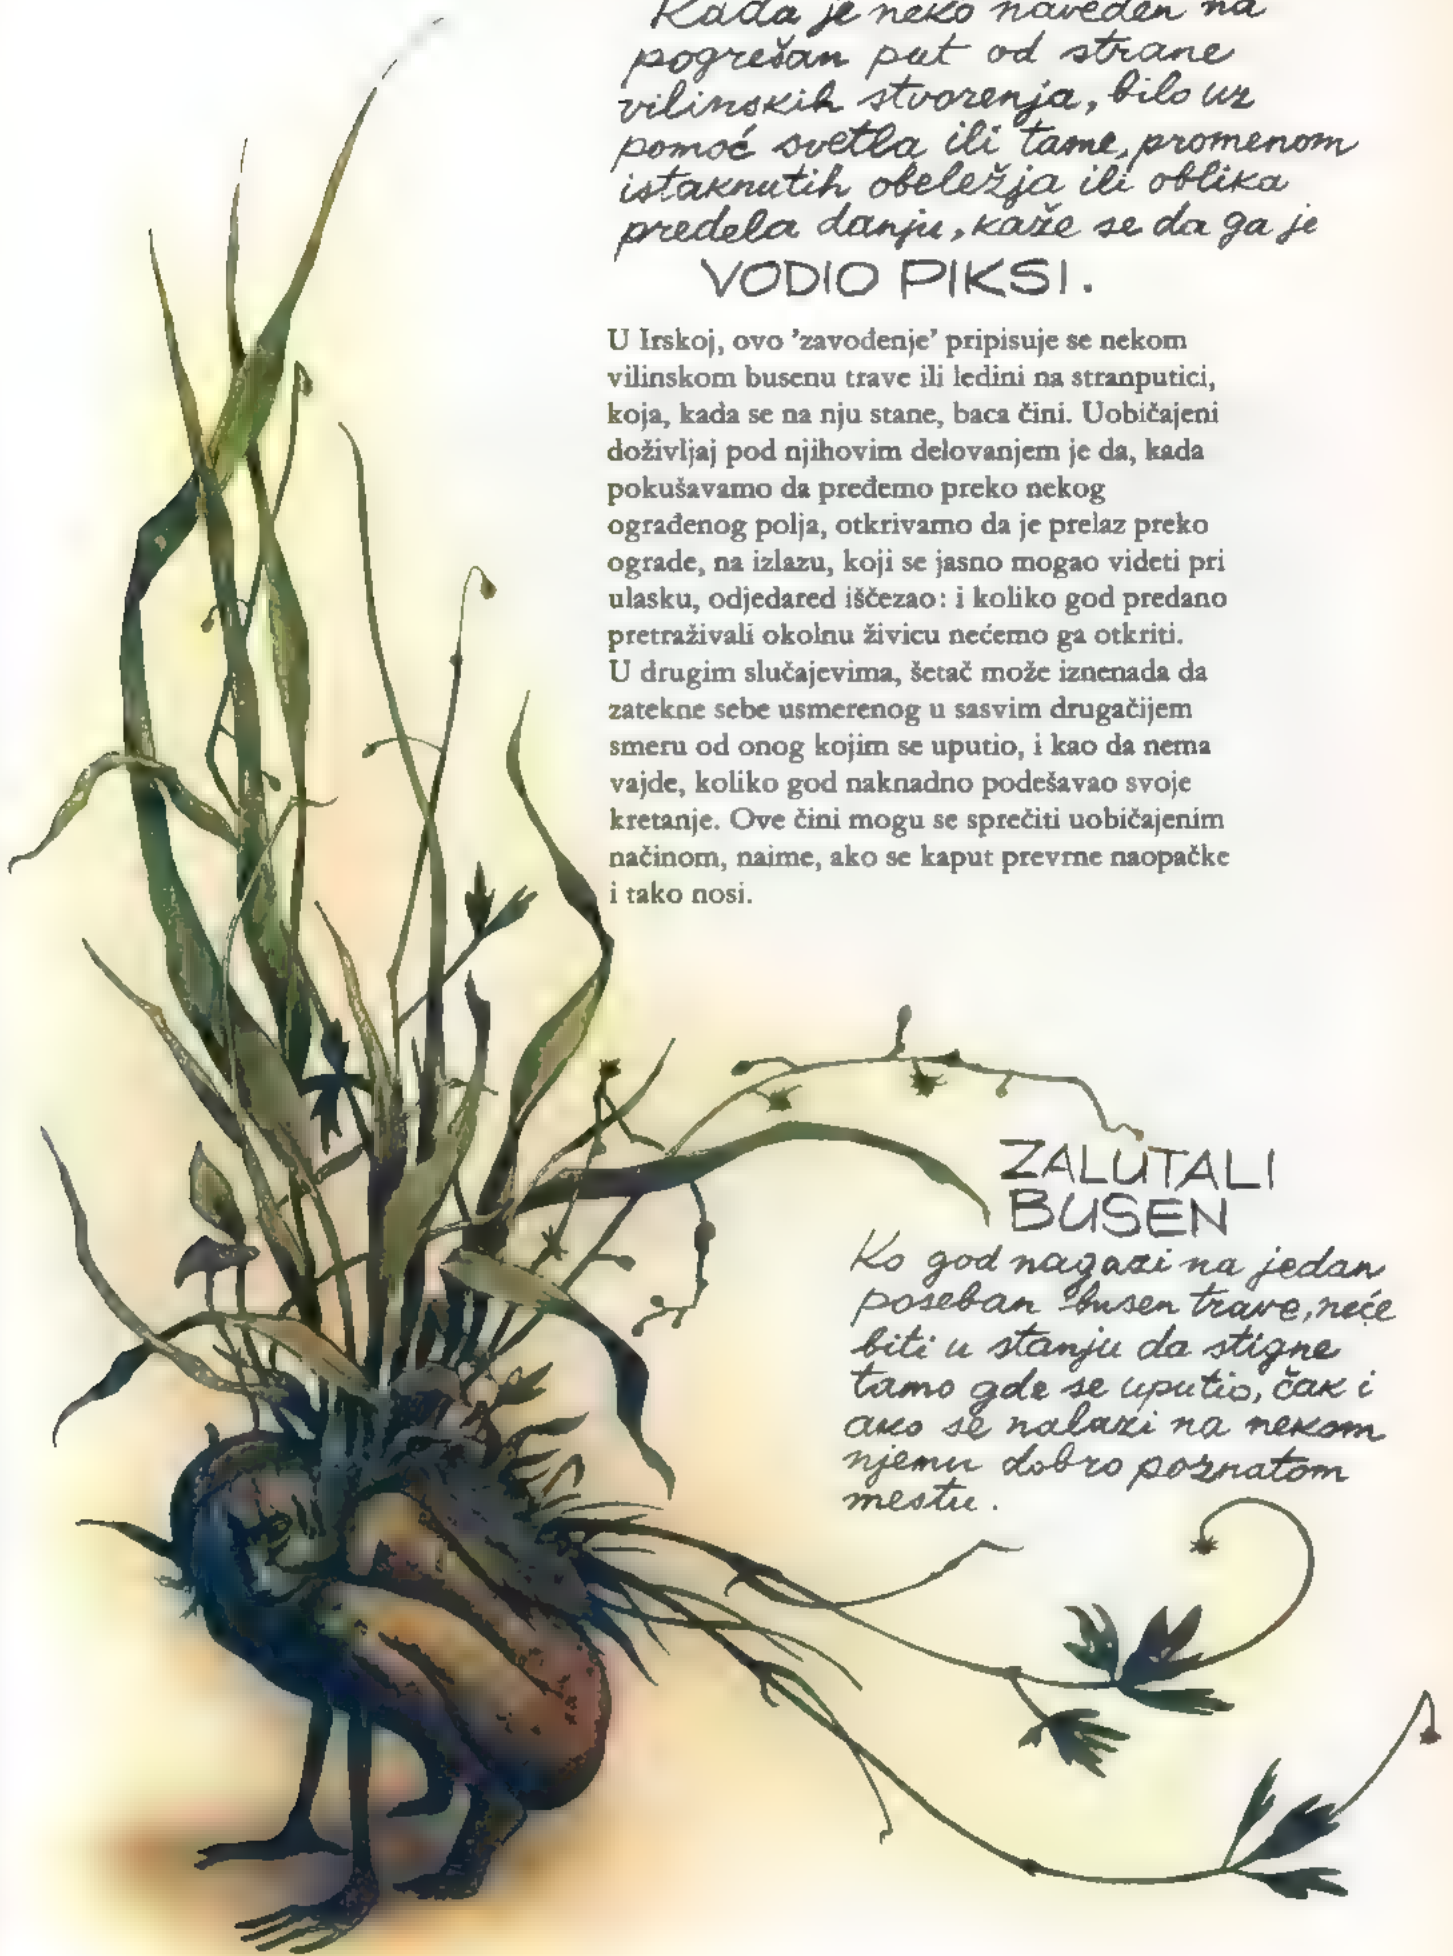 Kada je neko naveden na
pogrešan put od strane
vilinskih stvorenja, bilo uz
pomoć svetla ili tame, promenom
istaknutih obeležja ili oblika
predela danju, kaže se da ga je
VODIO PIKSI.
U Irskoj, ovo 'zavođenje' pripisuje se nekom
vilinskom busenu trave ili ledini na stranputici,
koja, kada se na nju stane, baca čini. Uobičajeni
doživljaj pod njihovim delovanjem je da, kada
pokušavamo da pređemo preko nekog
ograđenog polja, otkrivamo da je prelaz preko
ograde, na izlazu, koji se jasno mogao videti pri
ulasku, odjedared iščezao: i koliko god predano
pretraživali okolnu živicu nećemo ga otkriti.
U drugim slučajevima, šetač može iznenada da
zatekne sebe usmerenog u sasvim drugačijem
smeru od onog kojim se uputio, i kao da nema
vajde, koliko god naknadno podešavao svoje
kretanje. Ove čini mogu se sprečiti uobičajenim
načinom, naime, ako se kaput prevrne naopačke
i tako nosi.
ZALUTALI
BUSEN
Ko god nagazi na jedan
poseban busen trave, neće
biti u stanju da stigne
tamo gde se uputio, čak i
ako se nalazi na nekom
njemu dobro poznatom
mestu.